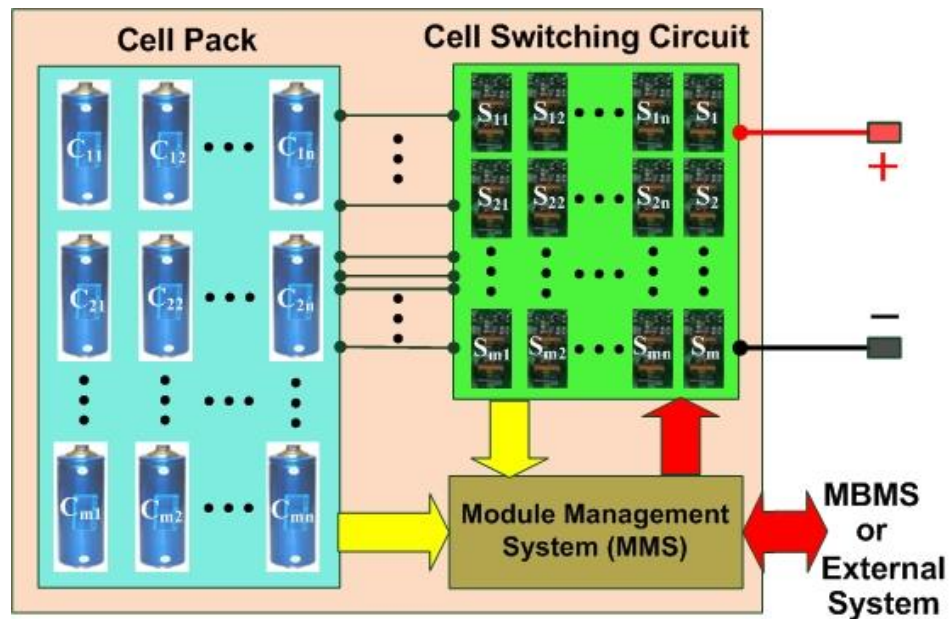 Cell Pack
Cell Switching Circuit
C11 C12 ... C1n
S11 S12 ... S1n S1
+
C21 C22 ... C2n
S21 S22 ... S2n S2
−
Sm1 Sm2 ... Smn Sm
Cm1 Cm2 ... Cmn
Module Management
System (MMS)
MBMS
or
External
System